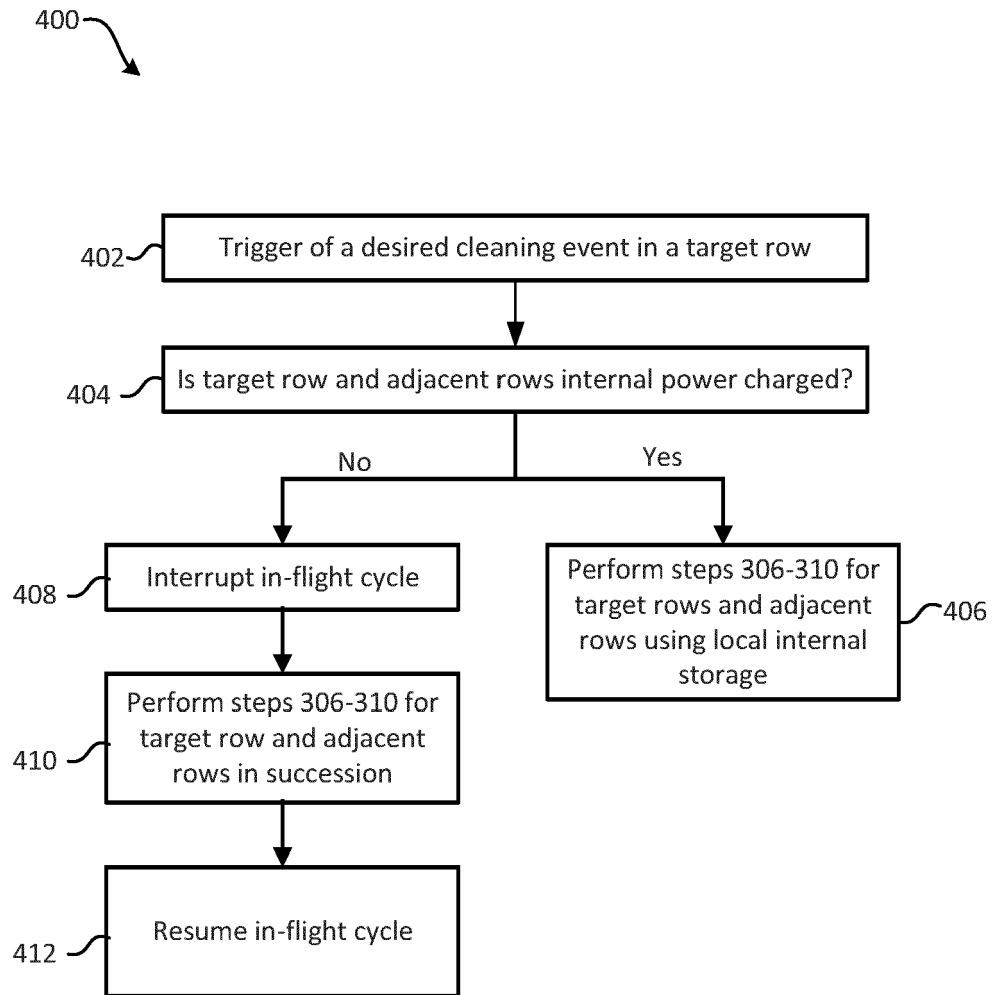 400
402
Trigger of a desired cleaning event in a target row
404
Is target row and adjacent rows internal power charged?
No
Yes
408
Interrupt in-flight cycle
Perform steps 306-310 for
target rows and adjacent
rows using local internal
storage
406
410
Perform steps 306-310 for
target row and adjacent
rows in succession
412
Resume in-flight cycle